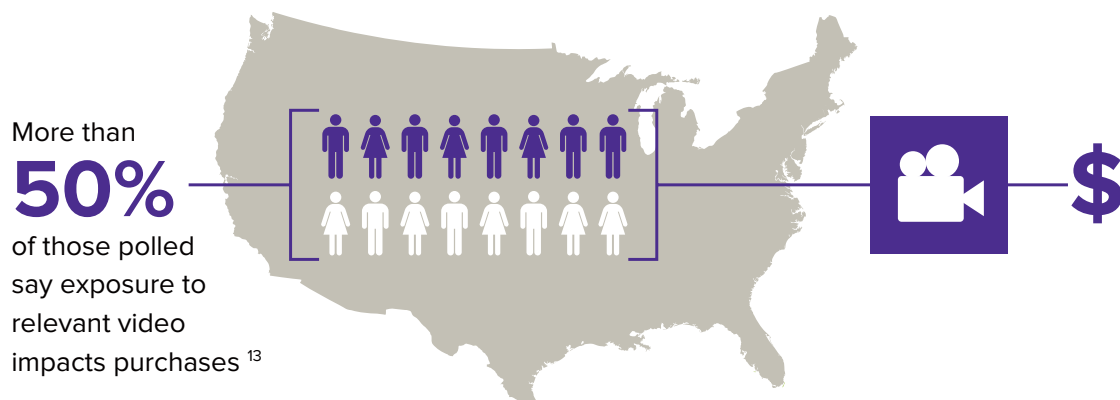 More than
50%
of those polled
say exposure to
relevant video
impacts purchases 13
$